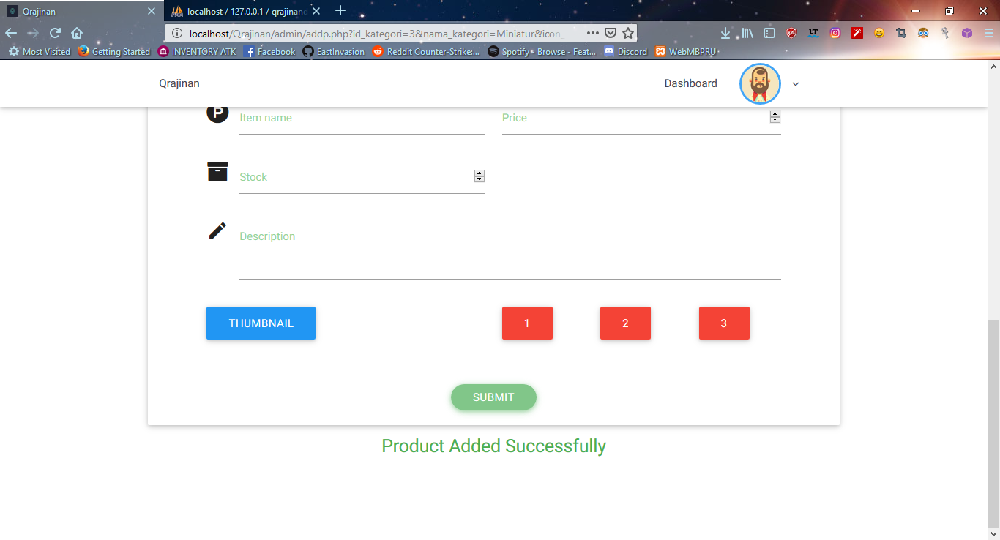 Qrajinan
localhost / 127.0.0.1 / qrajinand
localhost/Qrajinan/admin/addp.php?id_kategori=3&nama_kategori=Miniatur&icon_
Most Visited Getting Started INVENTORY ATK Facebook EastInvasion Reddit Counter-Strike:... Spotify - Browse - Feat... Discord WebMBPRU
Qrajinan Dashboard
P Item name Price
Stock
Description
THUMBNAIL 1 2 3
SUBMIT
Product Added Successfully